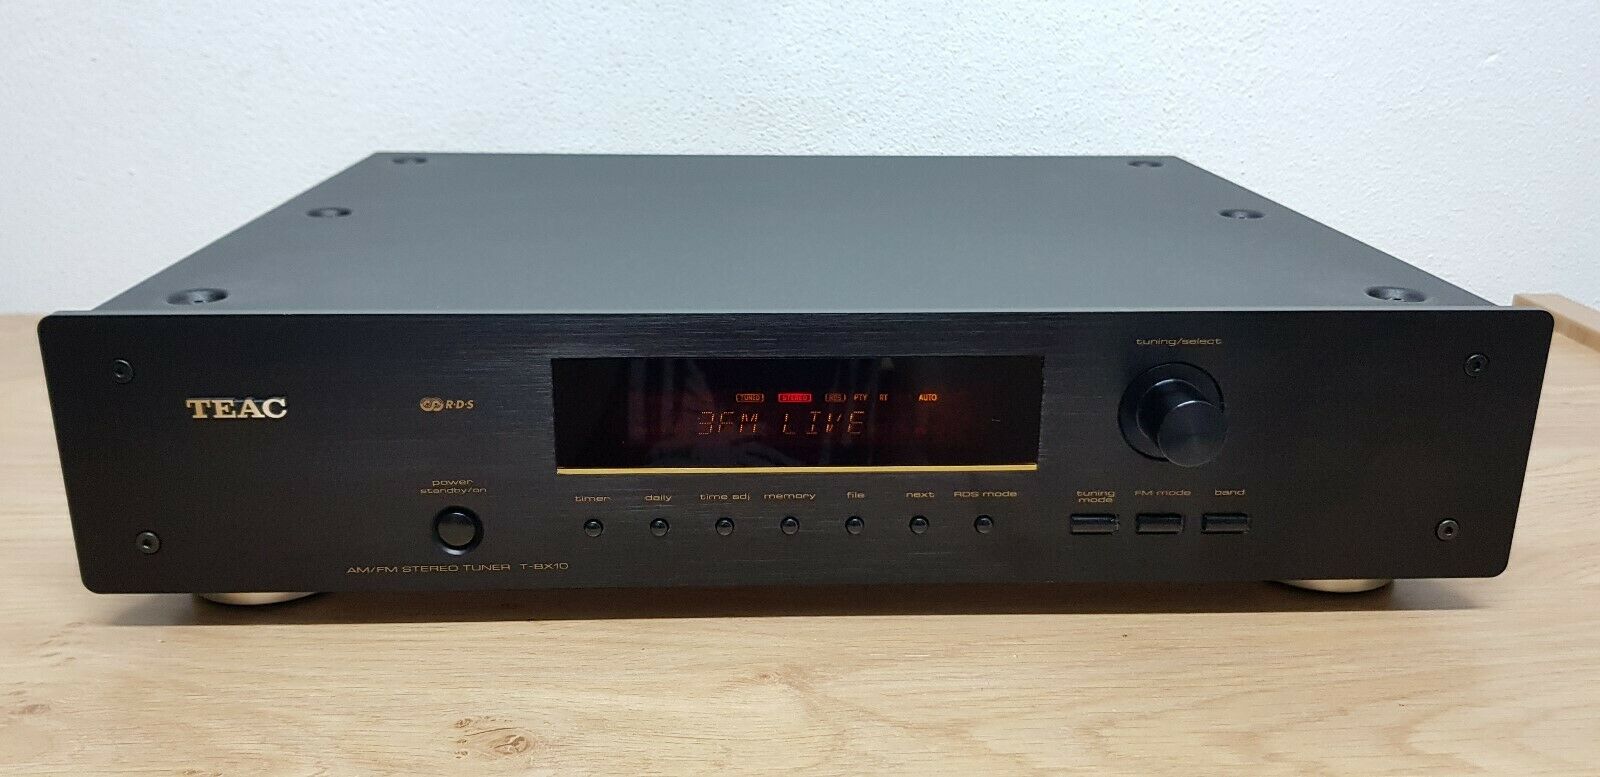 tuning/select
TUNED STEREO RDS PTY RT AUTO
TEAC
R·D·S
3FM LIVE
power
standby/on
timer daily time adj memory file next RDS mode
tuning mode FM mode band
AM/FM STEREO TUNER T-BX10